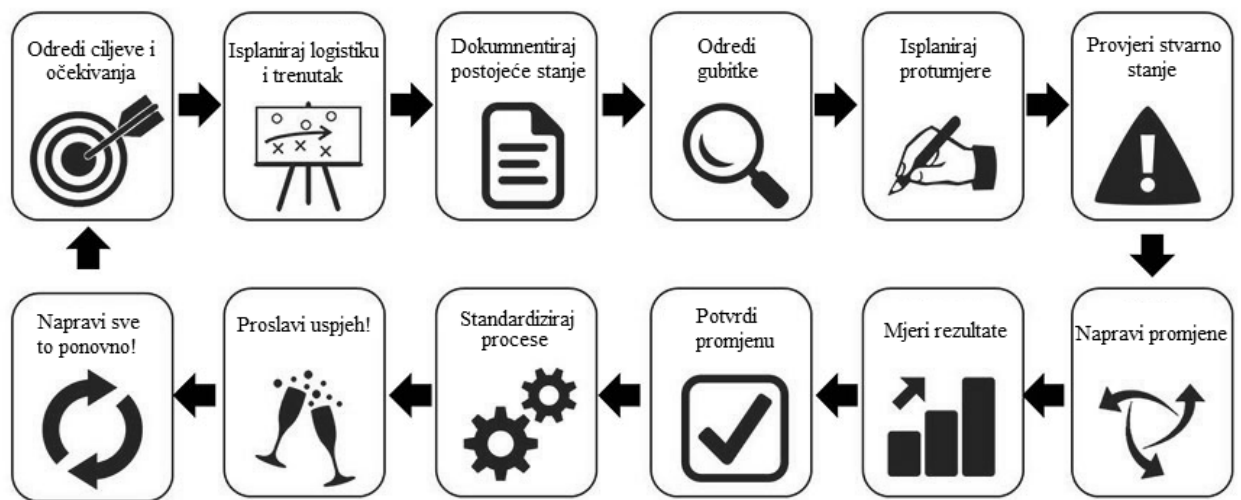 Odredi ciljeve i
očekivanja
Isplaniraj logistiku
i trenutak
Dokumnentiraj
postojeće stanje
Odredi
gubitke
Isplaniraj
protumjere
Provjeri stvarno
stanje
Napravi promjene
Mjeri rezultate
Potvrdi
promjenu
Standardiziraj
procese
Proslavi uspjeh!
Napravi sve
to ponovno!